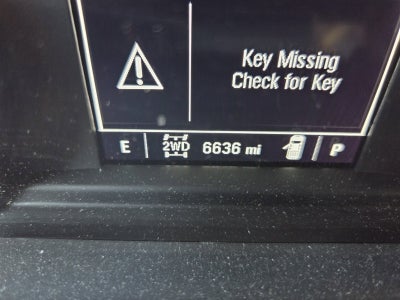 Key Missing
Check for Key
E 2WD 6636 mi P